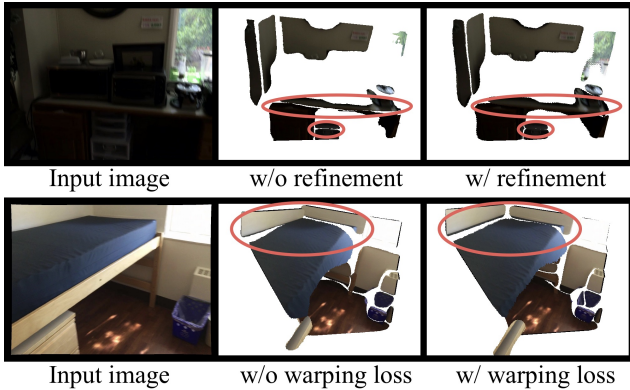 Input image w/o refinement w/ refinement
Input image w/o warping loss w/ warping loss